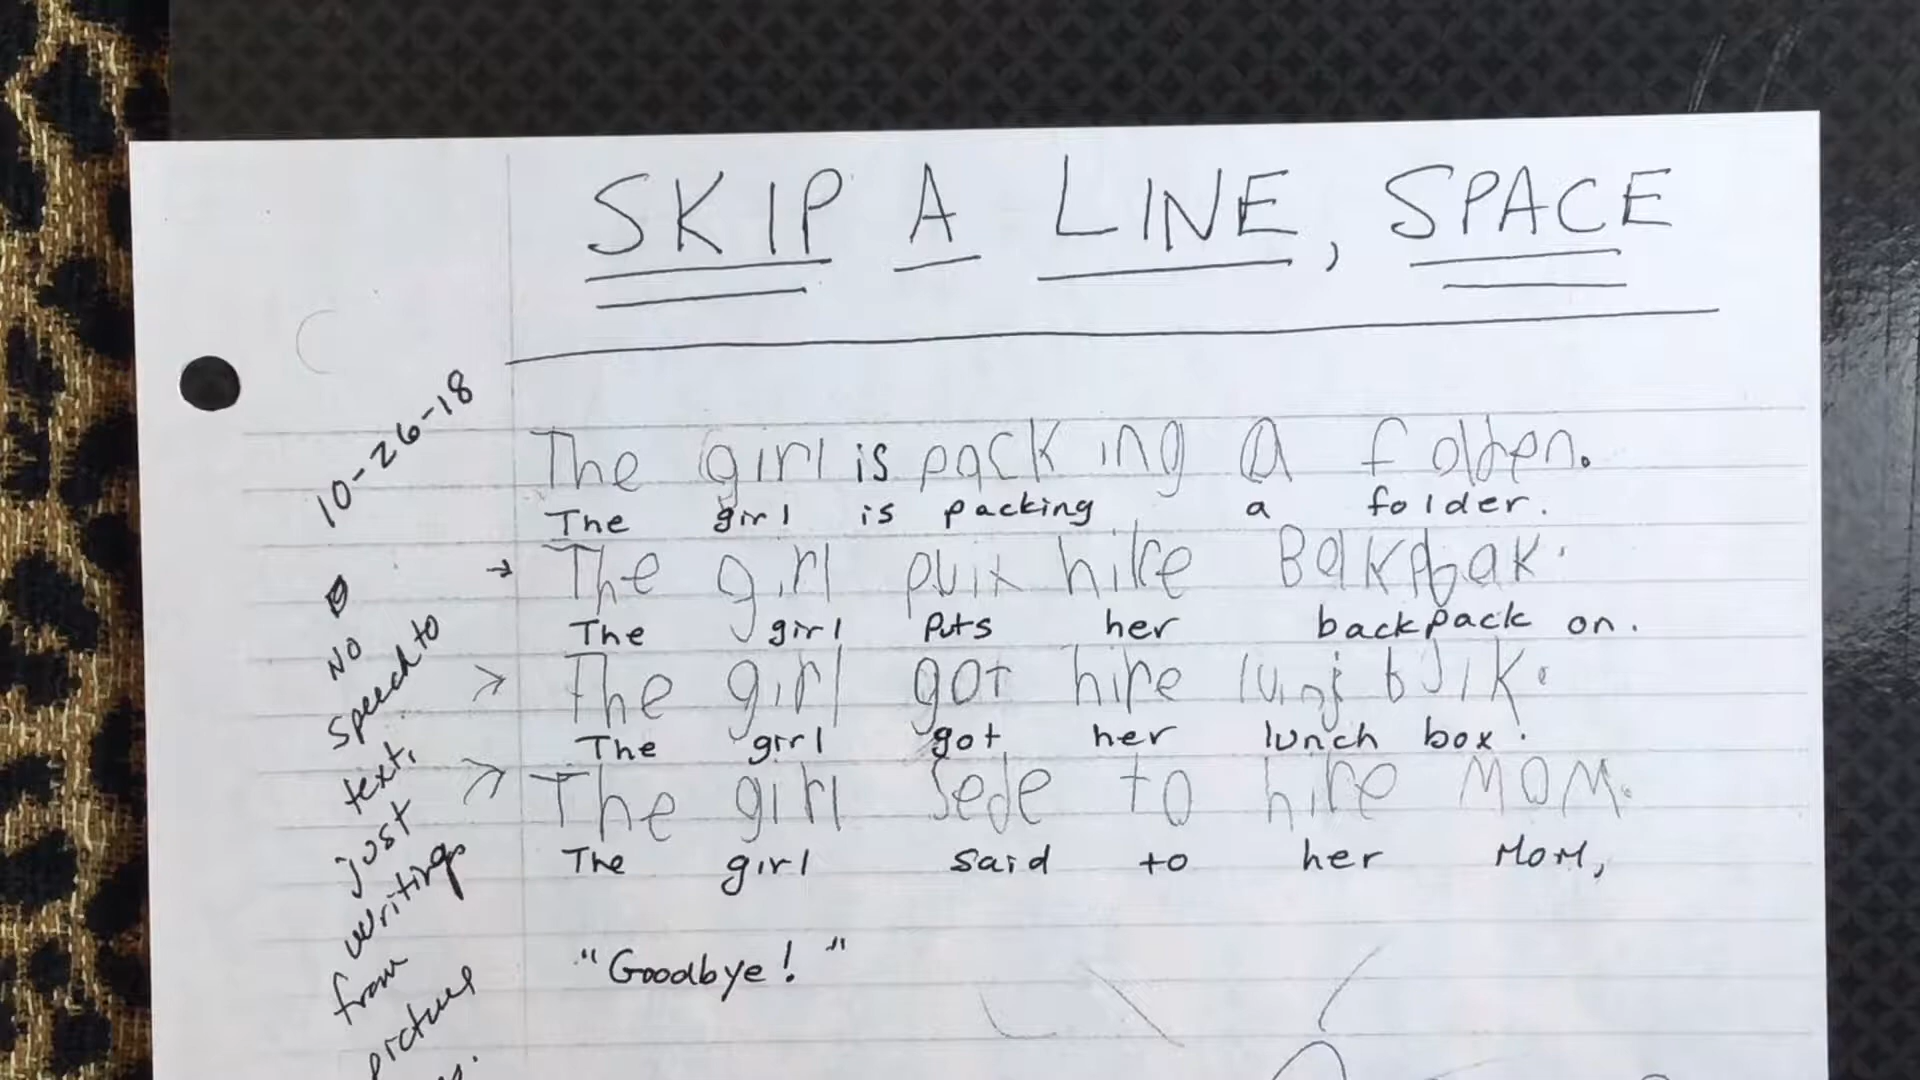 SKIP A LINE, SPACE
The girl is packing a folden.
The girl is packing a folder.
The girl puix hire Bakpbak.
The girl puts her backpack on.
The girl got hire lunj bJik.
The girl got her lunch box.
The girl sede to hire MOM.
The girl said to her MoM,
"Goodbye!"
10-26-18
No
speech to
text,
just
writing
from
picture